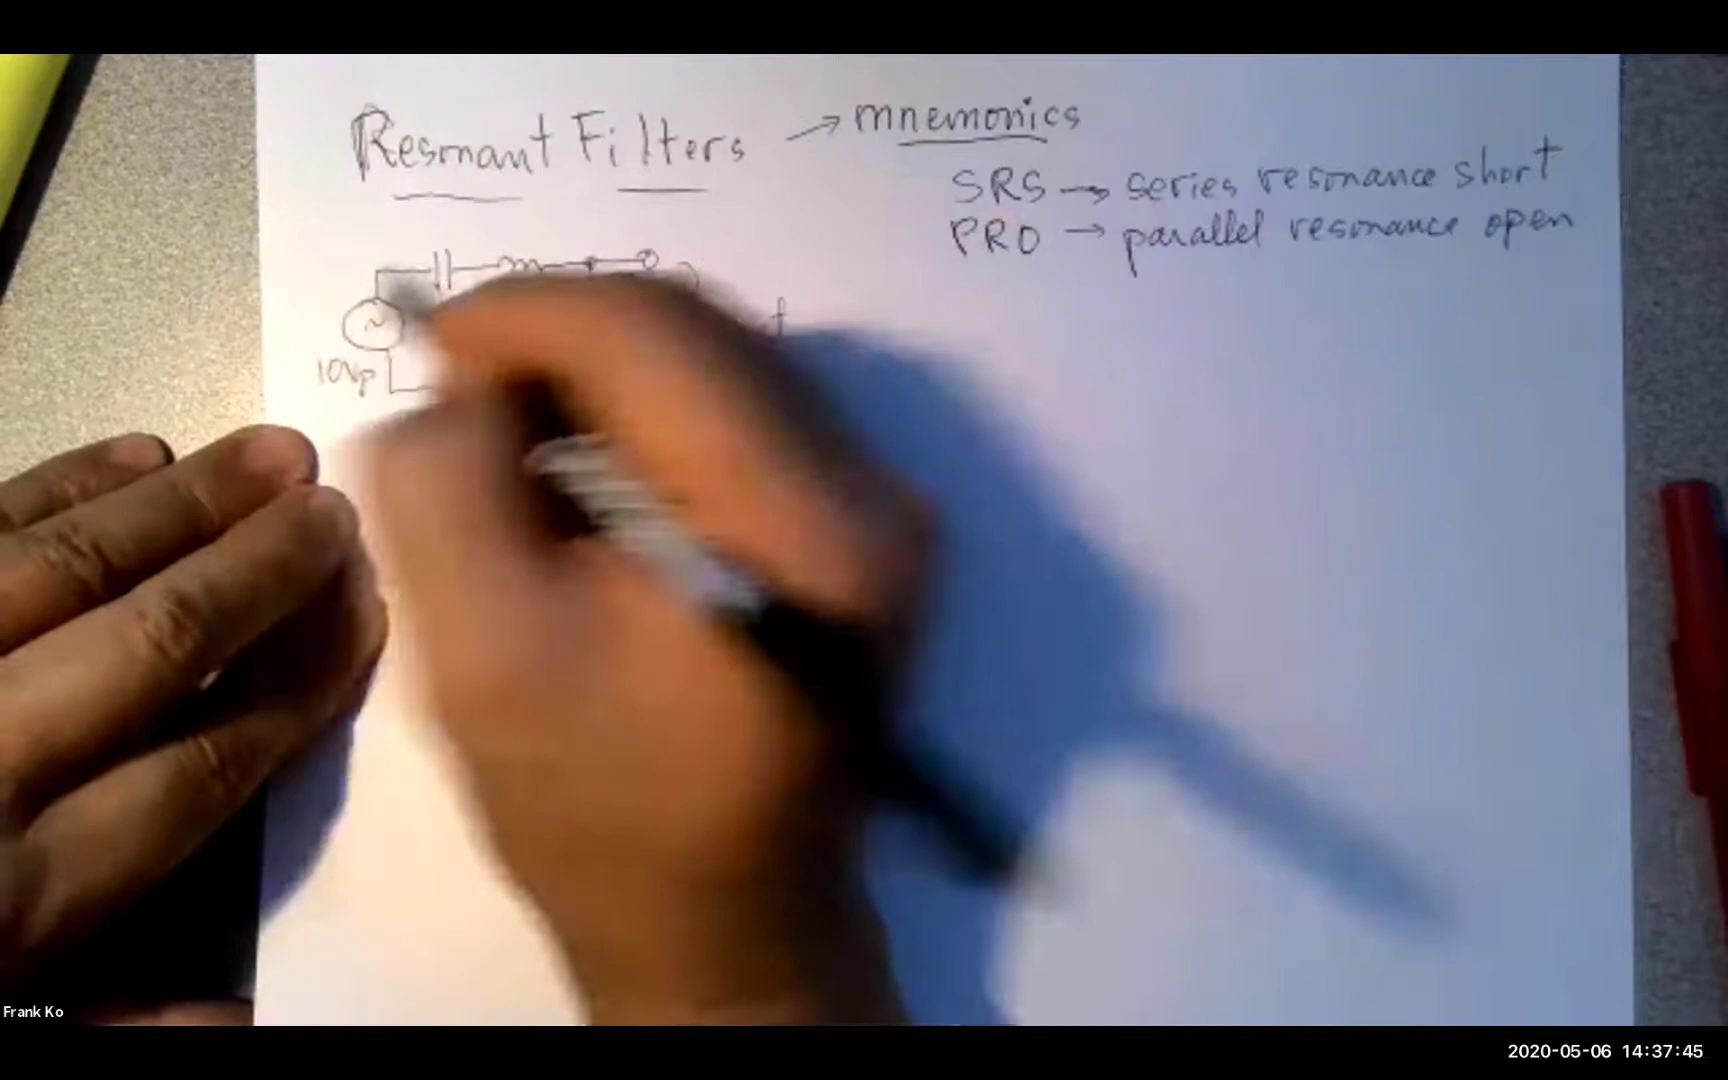 Resonant Filters → mnemonics
SRS → series resonance short
PRO → parallel resonance open
~
10Vp
Frank Ko
2020-05-06 14:37:45